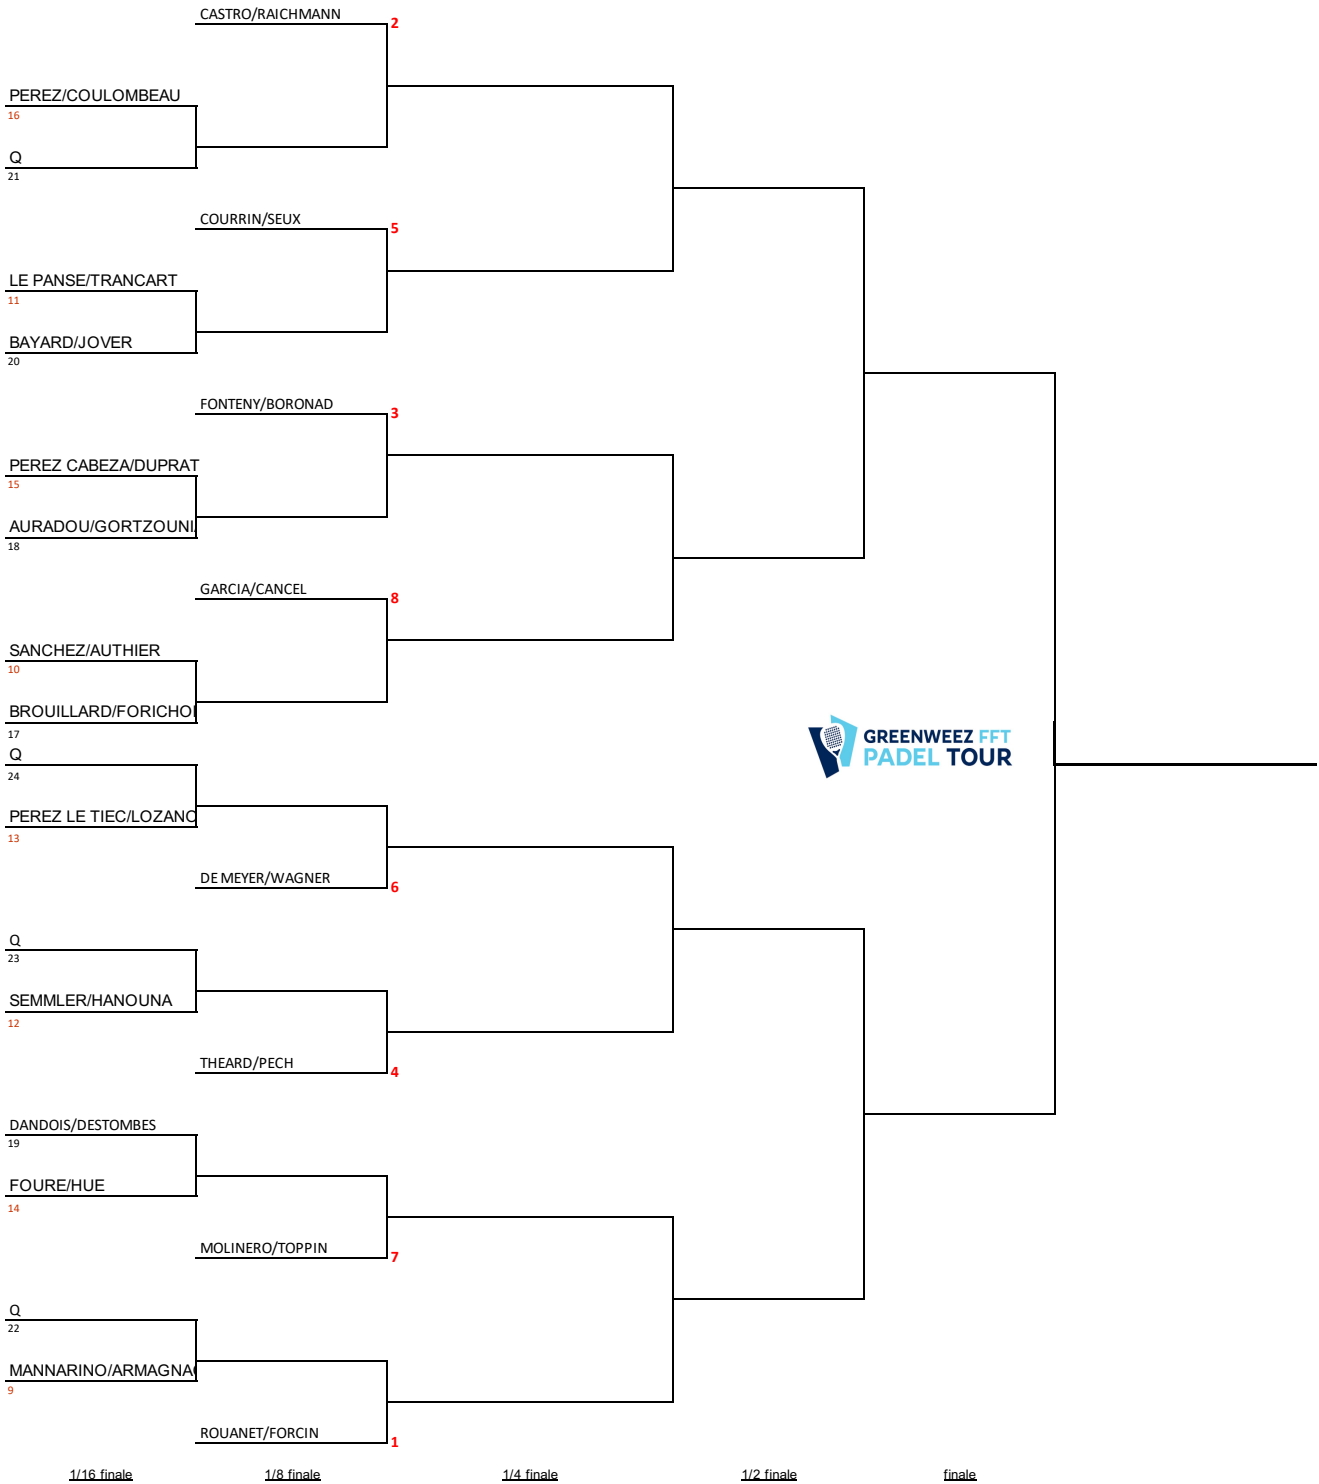 CASTRO/RAICHMANN
2
PEREZ/COULOMBEAU
16
Q
21
COURRIN/SEUX
5
LE PANSE/TRANCART
11
BAYARD/JOVER
20
FONTENY/BORONAD
3
PEREZ CABEZA/DUPRAT
15
AURADOU/GORTZOUNI
18
GARCIA/CANCEL
8
SANCHEZ/AUTHIER
10
BROUILLARD/FORICHO
17
Q
24
GREENWEEZ FFT
PADEL TOUR
PEREZ LE TIEC/LOZANO
13
DE MEYER/WAGNER
6
Q
23
SEMMLER/HANOUNA
12
THEARD/PECH
4
DANDOIS/DESTOMBES
19
FOURE/HUE
14
MOLINERO/TOPPIN
7
Q
22
MANNARINO/ARMAGNA
9
ROUANET/FORCIN
1
1/16 finale 1/8 finale 1/4 finale 1/2 finale finale